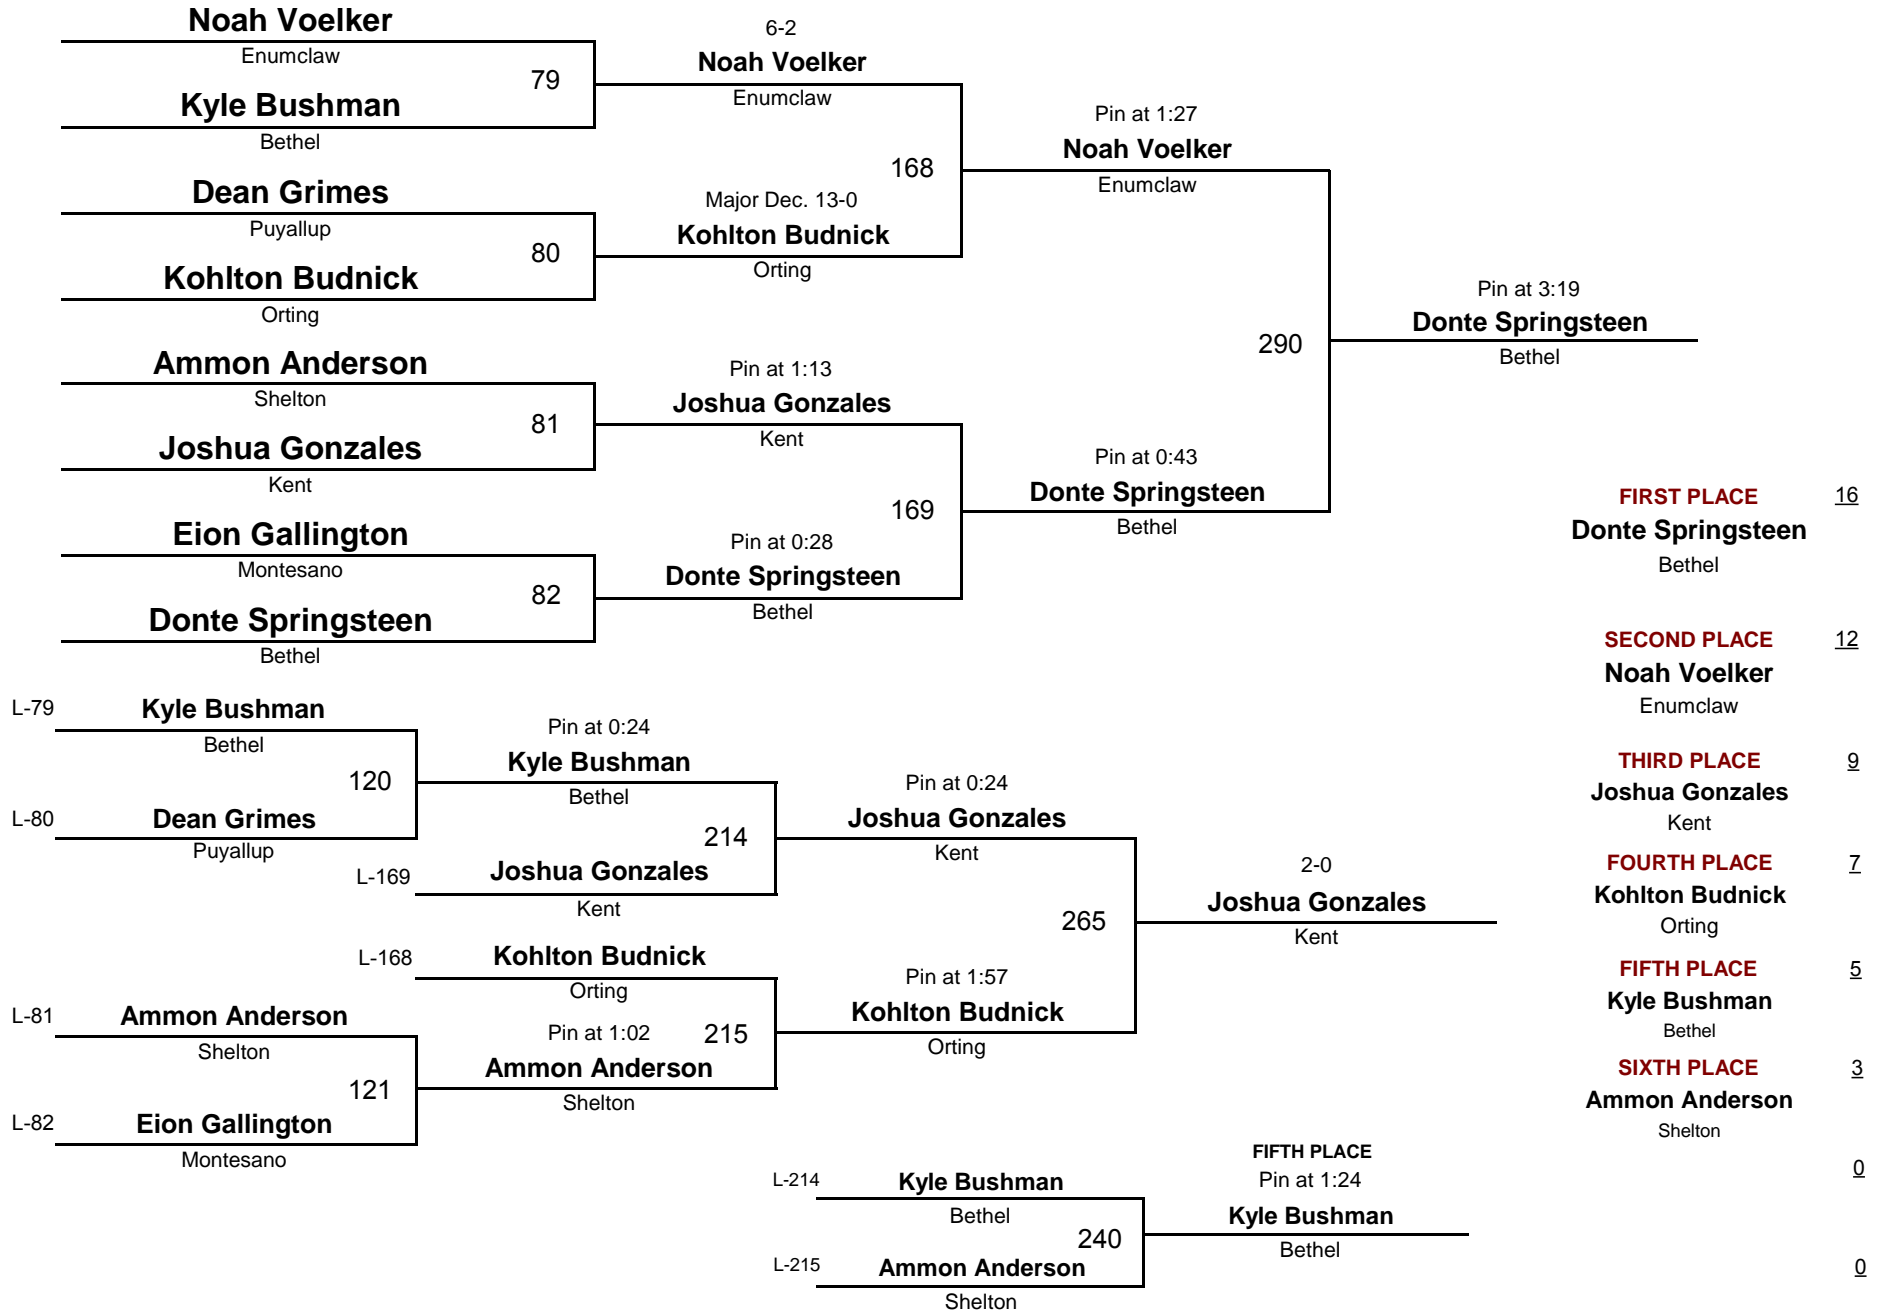 Noah Voelker
Enumclaw
79
Kyle Bushman
Bethel
Dean Grimes
Puyallup
80
Kohlton Budnick
Orting
Ammon Anderson
Shelton
81
Joshua Gonzales
Kent
Eion Gallington
Montesano
82
Donte Springsteen
Bethel
6-2
Noah Voelker
Enumclaw
168
Major Dec. 13-0
Kohlton Budnick
Orting
Pin at 1:13
Joshua Gonzales
Kent
169
Pin at 0:28
Donte Springsteen
Bethel
Pin at 1:27
Noah Voelker
Enumclaw
290
Pin at 0:43
Donte Springsteen
Bethel
Pin at 3:19
Donte Springsteen
Bethel
L-79 Kyle Bushman
Bethel
120
L-80 Dean Grimes
Puyallup
Pin at 0:24
Kyle Bushman
Bethel
214
L-169 Joshua Gonzales
Kent
L-168 Kohlton Budnick
Orting
L-81 Ammon Anderson
Shelton
121
L-82 Eion Gallington
Montesano
Pin at 1:02 215
Ammon Anderson
Shelton
Pin at 0:24
Joshua Gonzales
Kent
265
Pin at 1:57
Kohlton Budnick
Orting
2-0
Joshua Gonzales
Kent
L-214 Kyle Bushman
Bethel
240
L-215 Ammon Anderson
Shelton
FIFTH PLACE
Pin at 1:24
Kyle Bushman
Bethel
FIRST PLACE 16
Donte Springsteen
Bethel
SECOND PLACE 12
Noah Voelker
Enumclaw
THIRD PLACE 9
Joshua Gonzales
Kent
FOURTH PLACE 7
Kohlton Budnick
Orting
FIFTH PLACE 5
Kyle Bushman
Bethel
SIXTH PLACE 3
Ammon Anderson
Shelton
0
0